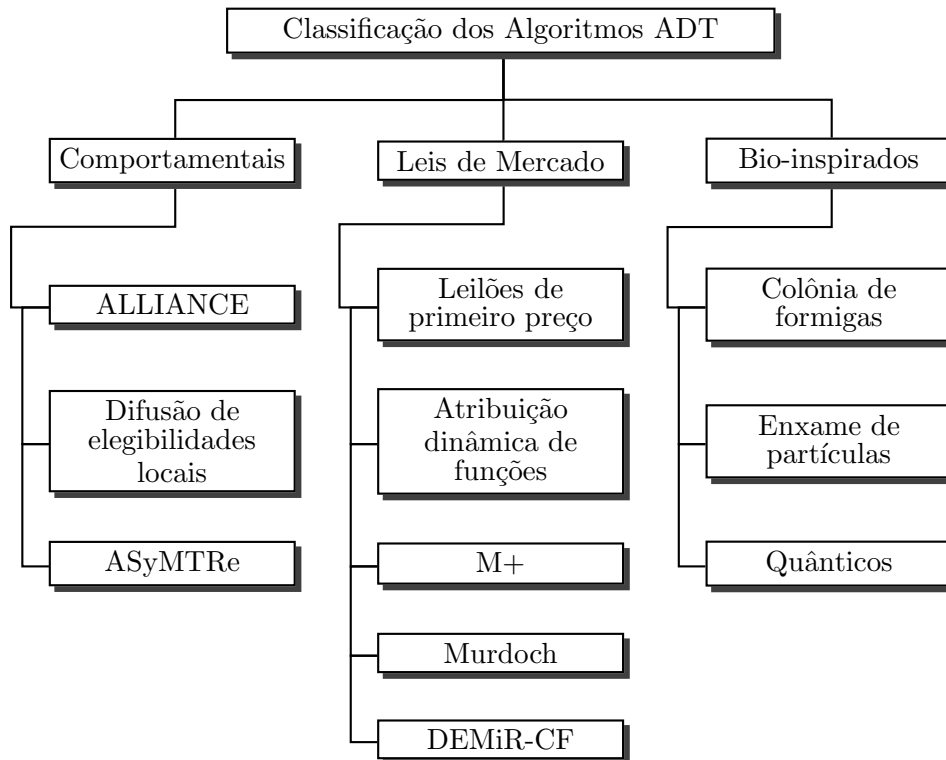 Classificação dos Algoritmos ADT
Comportamentais
Leis de Mercado
Bio-inspirados
ALLIANCE
Difusão de
elegibilidades
locais
ASyMTRe
Leilões de
primeiro preço
Atribuição
dinâmica de
funções
M+
Murdoch
DEMiR-CF
Colônia de
formigas
Enxame de
partículas
Quânticos